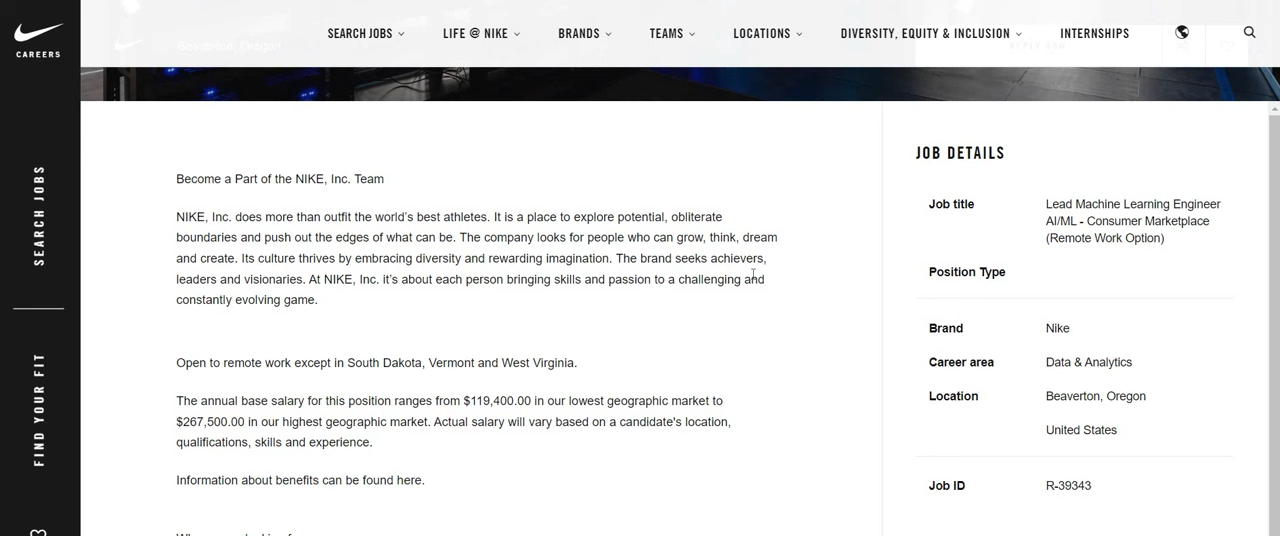 CAREERS
SEARCH JOBS
LIFE @ NIKE
BRANDS
TEAMS
LOCATIONS
DIVERSITY, EQUITY & INCLUSION
INTERNSHIPS
Beaverton, Oregon
SEARCH JOBS
FIND YOUR FIT
Become a Part of the NIKE, Inc. Team
NIKE, Inc. does more than outfit the world's best athletes. It is a place to explore potential, obliterate
boundaries and push out the edges of what can be. The company looks for people who can grow, think, dream
and create. Its culture thrives by embracing diversity and rewarding imagination. The brand seeks achievers,
leaders and visionaries. At NIKE, Inc. it's about each person bringing skills and passion to a challenging and
constantly evolving game.
Open to remote work except in South Dakota, Vermont and West Virginia.
The annual base salary for this position ranges from $119,400.00 in our lowest geographic market to
$267,500.00 in our highest geographic market. Actual salary will vary based on a candidate's location,
qualifications, skills and experience.
Information about benefits can be found here.
JOB DETAILS
Job title
Lead Machine Learning Engineer
AI/ML - Consumer Marketplace
(Remote Work Option)
Position Type
Brand
Nike
Career area
Data & Analytics
Location
Beaverton, Oregon
United States
Job ID
R-39343